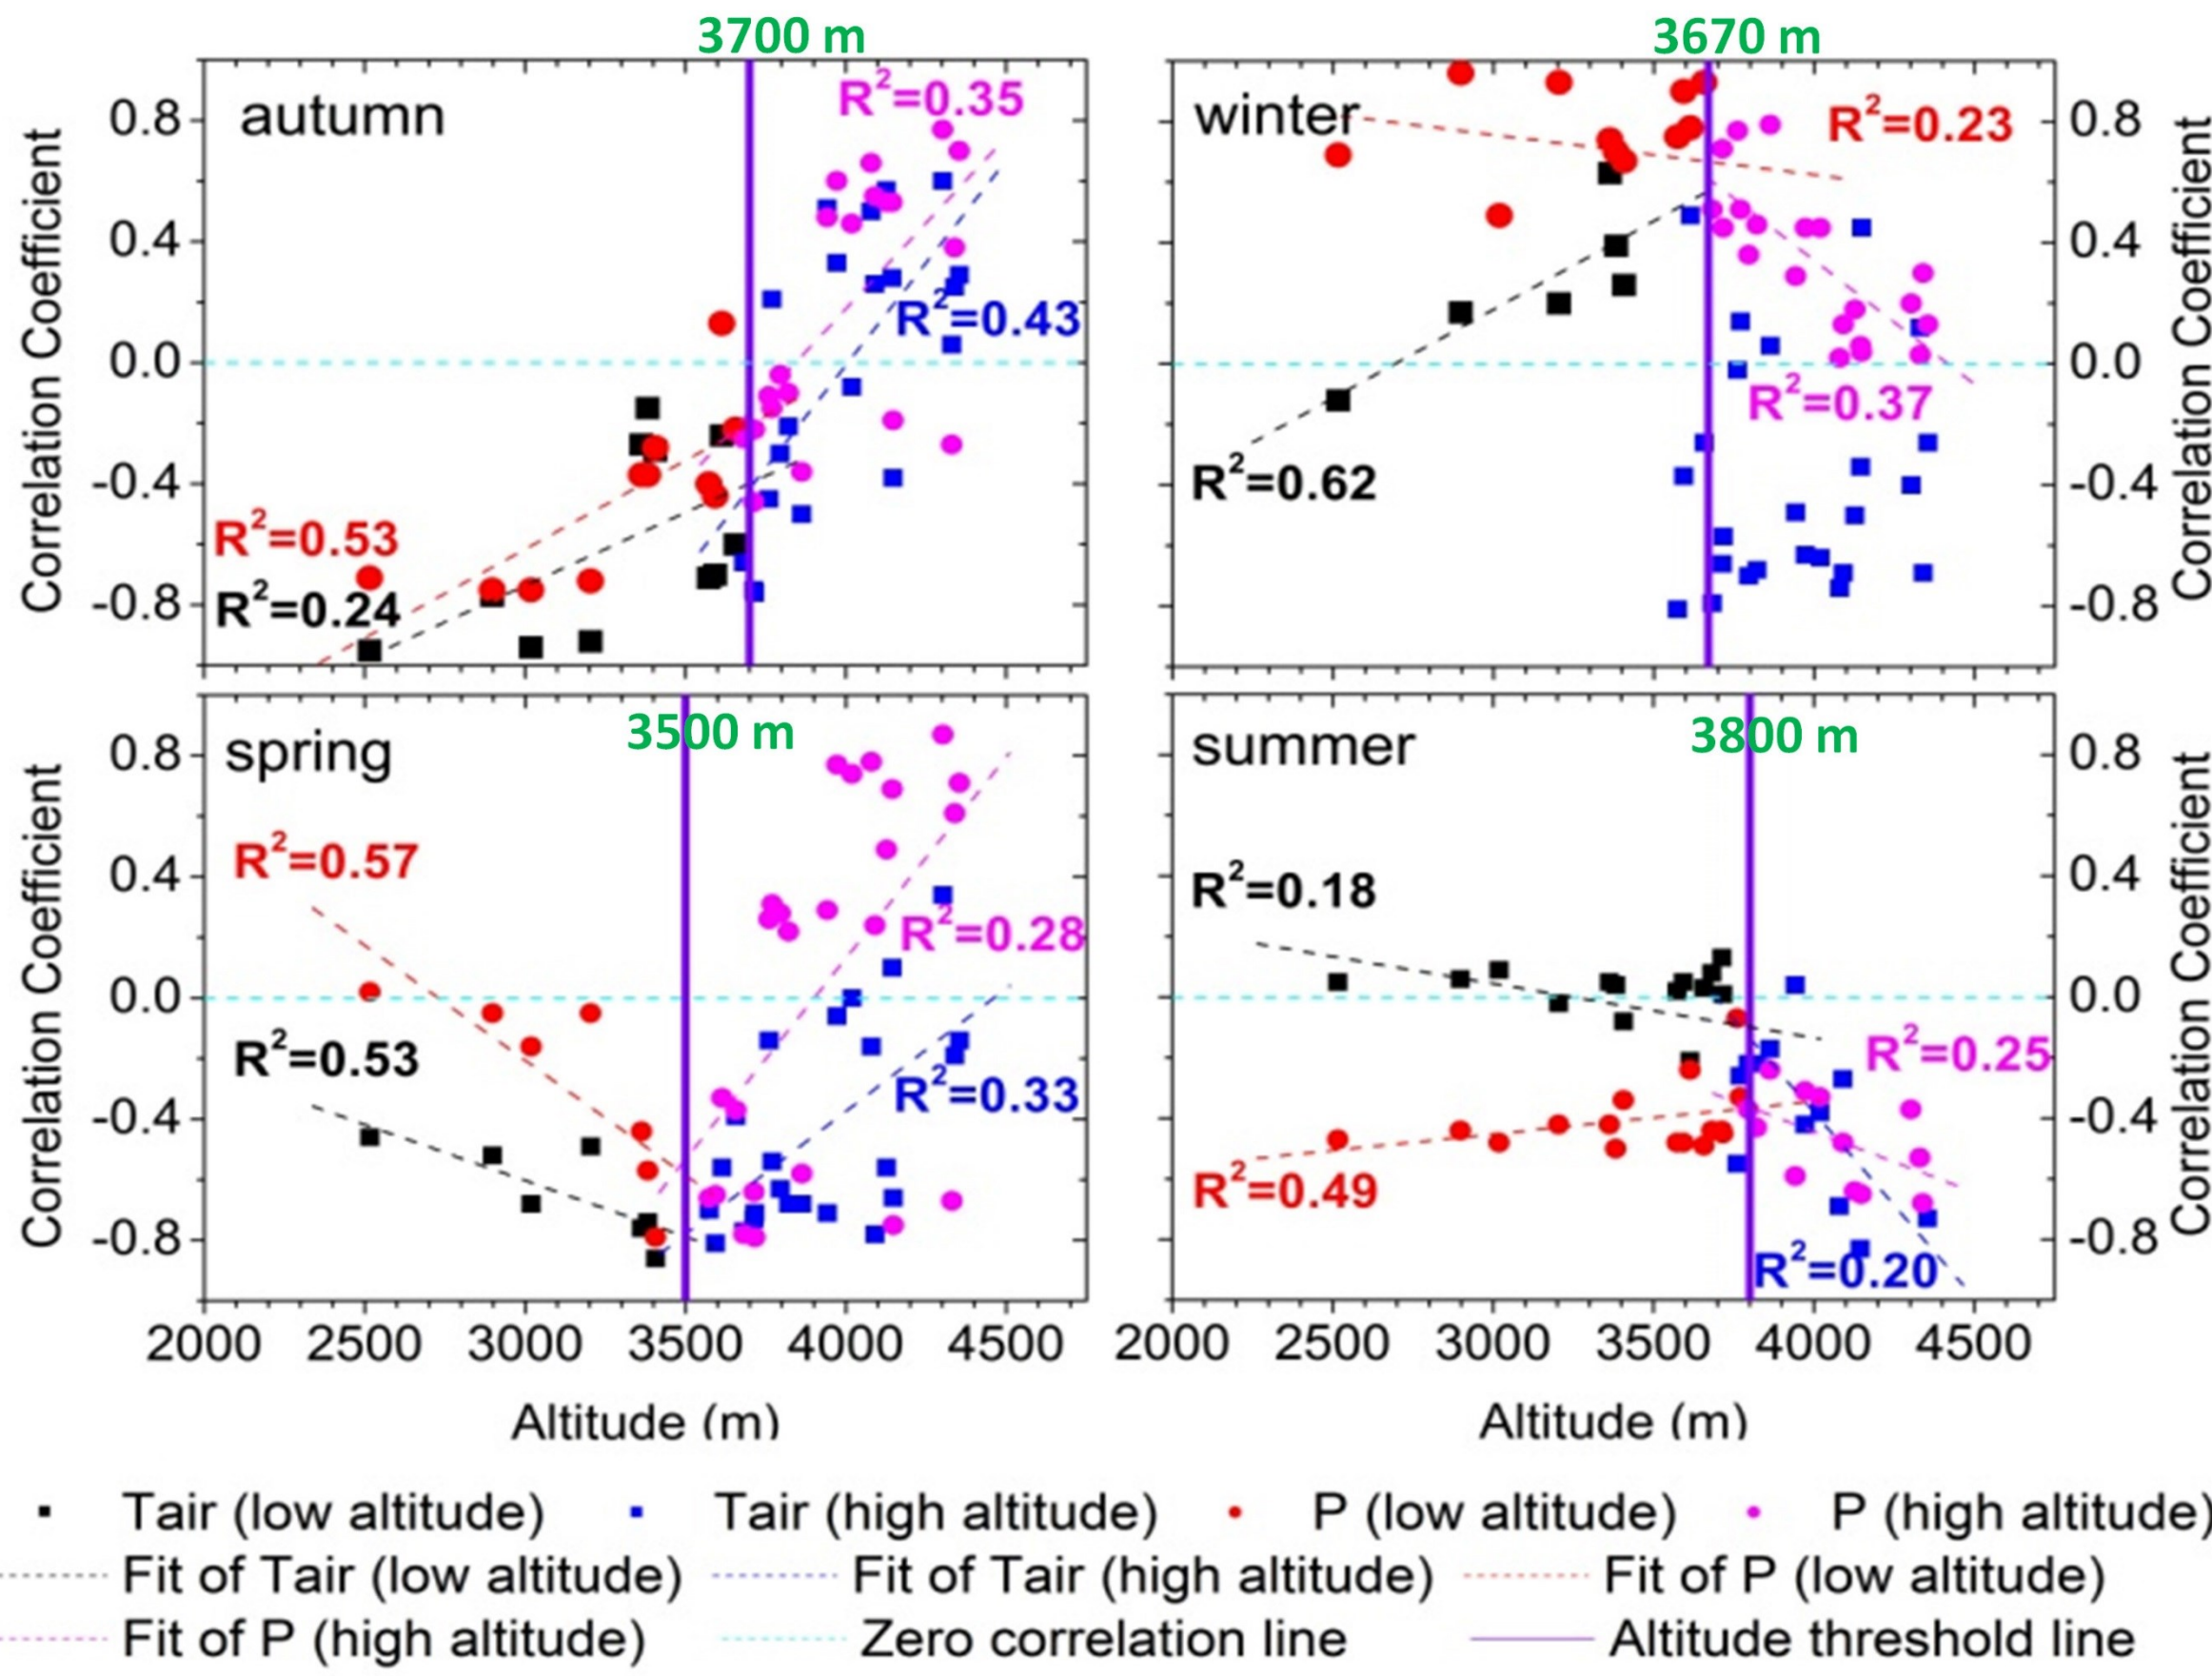 3700 m
3670 m
autumn
R²=0.35
R²=0.43
R²=0.53
R²=0.24
0.8
0.4
0.0
-0.4
-0.8
Correlation Coefficient
winter
R²=0.23
R²=0.37
R²=0.62
0.8
0.4
0.0
-0.4
-0.8
Correlation Coefficient
spring
3500 m
R²=0.57
R²=0.28
R²=0.53
R²=0.33
0.8
0.4
0.0
-0.4
-0.8
Correlation Coefficient
summer
3800 m
R²=0.18
R²=0.25
R²=0.49
R²=0.20
0.8
0.4
0.0
-0.4
-0.8
Correlation Coefficient
2000 2500 3000 3500 4000 4500
2000 2500 3000 3500 4000 4500
Altitude (m)
Altitude (m)
Tair (low altitude) Tair (high altitude) P (low altitude) P (high altitude)
Fit of Tair (low altitude) Fit of Tair (high altitude) Fit of P (low altitude)
Fit of P (high altitude) Zero correlation line Altitude threshold line